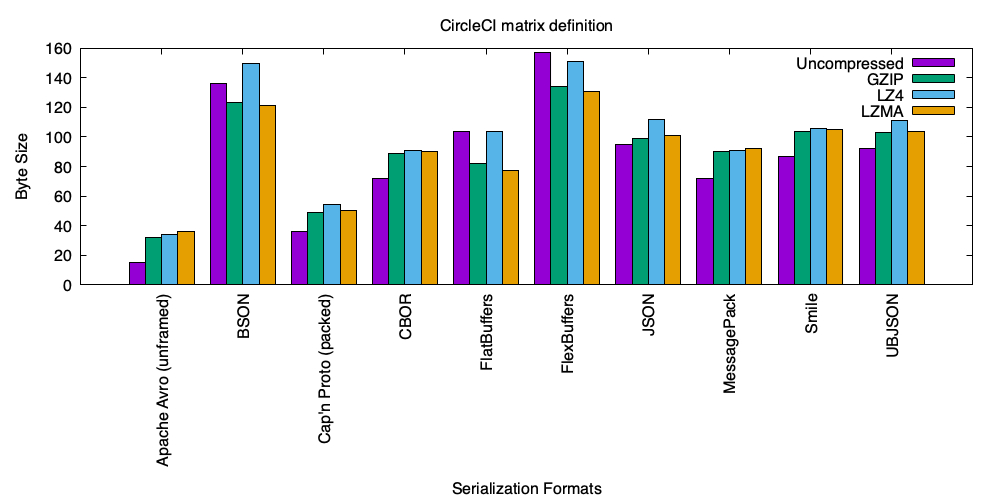 CircleCI matrix definition
Byte Size
160
140
120
100
80
60
40
20
0
Uncompressed
GZIP
LZ4
LZMA
Apache Avro (unframed)
BSON
Cap'n Proto (packed)
CBOR
FlatBuffers
FlexBuffers
JSON
MessagePack
Smile
UBJSON
Serialization Formats